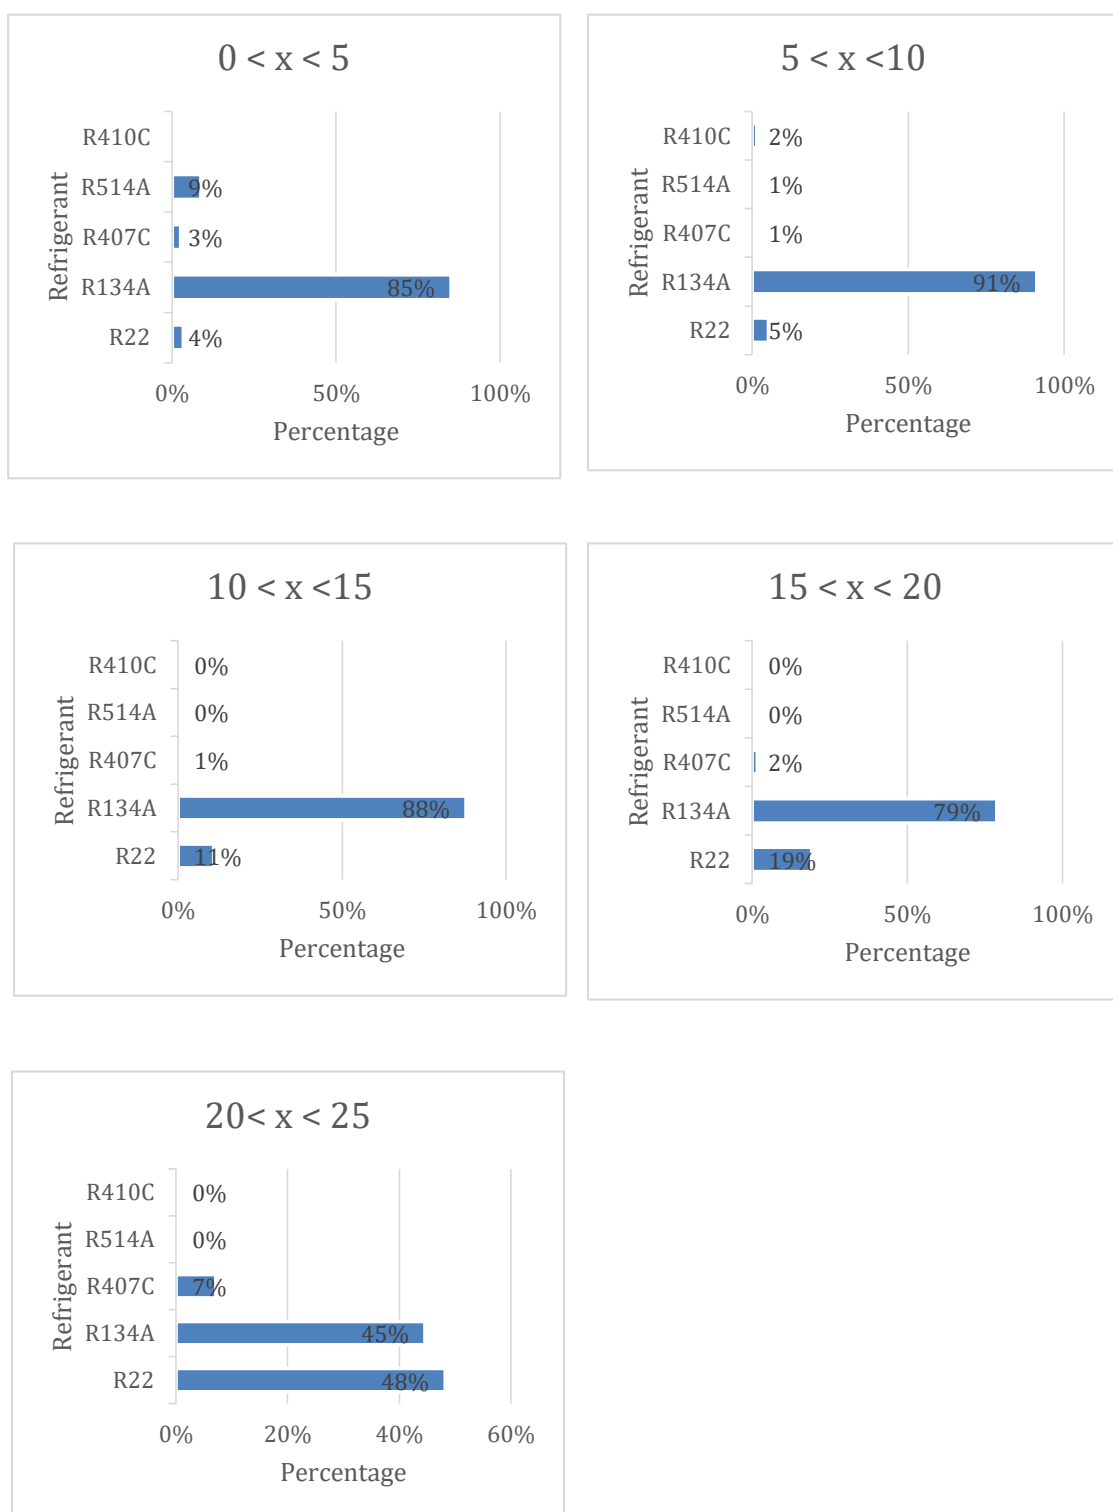 0 < x < 5
Refrigerant
R410C
R514A 9%
R407C 3%
R134A 85%
R22 4%
0% 50% 100%
Percentage
5 < x <10
Refrigerant
R410C 2%
R514A 1%
R407C 1%
R134A 91%
R22 5%
0% 50% 100%
Percentage
10 < x <15
Refrigerant
R410C 0%
R514A 0%
R407C 1%
R134A 88%
R22 11%
0% 50% 100%
Percentage
15 < x < 20
Refrigerant
R410C 0%
R514A 0%
R407C 2%
R134A 79%
R22 19%
0% 50% 100%
Percentage
20< x < 25
Refrigerant
R410C 0%
R514A 0%
R407C 7%
R134A 45%
R22 48%
0% 20% 40% 60%
Percentage